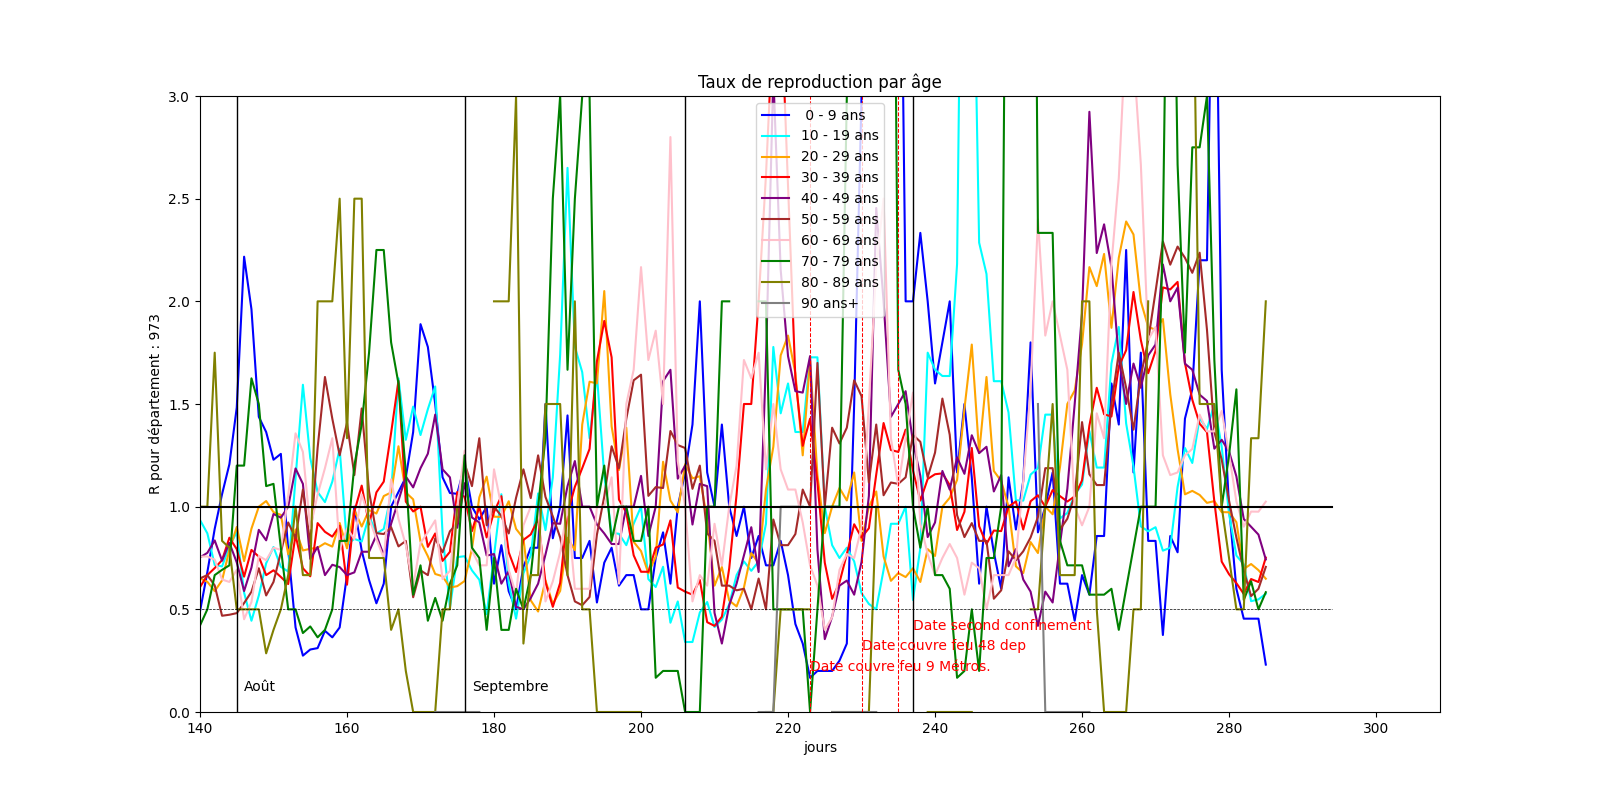 Taux de reproduction par âge
3.0
2.5
2.0
1.5
1.0
0.5
0.0
R pour département : 973
0 - 9 ans
10 - 19 ans
20 - 29 ans
30 - 39 ans
40 - 49 ans
50 - 59 ans
60 - 69 ans
70 - 79 ans
80 - 89 ans
90 ans+
Date second confinement
Date couvre feu 48 dep
Date couvre feu 9 Metros.
Août
Septembre
140 160 180 200 220 240 260 280 300
jours